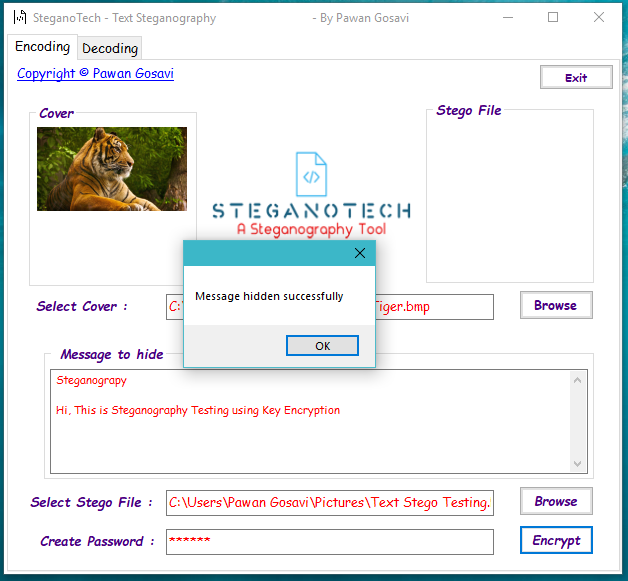 SteganoTech - Text Steganography - By Pawan Gosavi
Encoding Decoding
Copyright © Pawan Gosavi
Exit
Cover
Stego File
STEGANOTECH
A Steganography Tool
Message hidden successfully
OK
Select Cover :
C:\ Tiger.bmp
Browse
Message to hide
Steganograpy
Hi, This is Steganography Testing using Key Encryption
Select Stego File :
C:\Users\Pawan Gosavi\Pictures\Text Stego Testing.
Browse
Create Password :
******
Encrypt